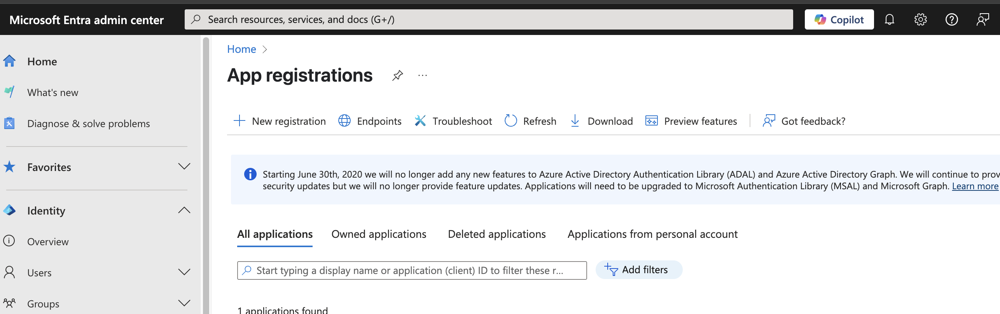 Microsoft Entra admin center
Search resources, services, and docs (G+/)
Copilot
Home
What's new
Diagnose & solve problems
Favorites
Identity
Overview
Users
Groups
Home
App registrations
New registration
Endpoints
Troubleshoot
Refresh
Download
Preview features
Got feedback?
Starting June 30th, 2020 we will no longer add any new features to Azure Active Directory Authentication Library (ADAL) and Azure Active Directory Graph. We will continue to prov
security updates but we will no longer provide feature updates. Applications will need to be upgraded to Microsoft Authentication Library (MSAL) and Microsoft Graph. Learn more
All applications
Owned applications
Deleted applications
Applications from personal account
Start typing a display name or application (client) ID to filter these r...
Add filters
1 applications found